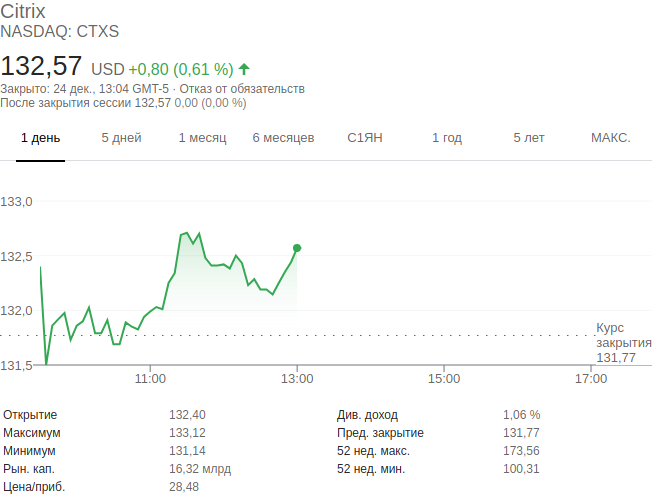 Citrix
NASDAQ: CTXS
132,57 USD +0,80 (0,61 %)
Закрыто: 24 дек., 13:04 GMT-5 · Отказ от обязательств
После закрытия сессии 132,57 0,00 (0,00 %)
1 день 5 дней 1 месяц 6 месяцев С1ЯН 1 год 5 лет МАКС.
133,0
132,5
132,0
Курс
закрытия
131,77
131,5
11:00 13:00 15:00 17:00
Открытие 132,40 Див. доход 1,06 %
Максимум 133,12 Пред. закрытие 131,77
Минимум 131,14 52 нед. макс. 173,56
Рын. кап. 16,32 млрд 52 нед. мин. 100,31
Цена/приб. 28,48